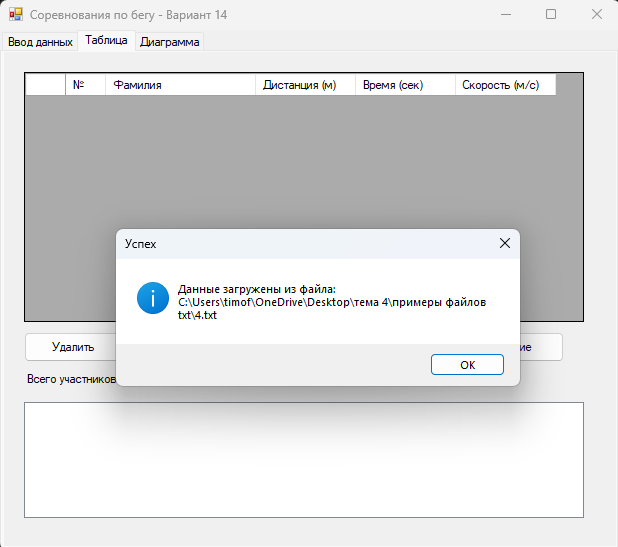 Соревнования по бегу - Вариант 14
Ввод данных Таблица Диаграмма
№ Фамилия Дистанция (м) Время (сек) Скорость (м/с)
Успех
Данные загружены из файла:
C:\Users\timof\OneDrive\Desktop\тема 4\примеры файлов
txt\4.txt
OK
Удалить
Всего участников